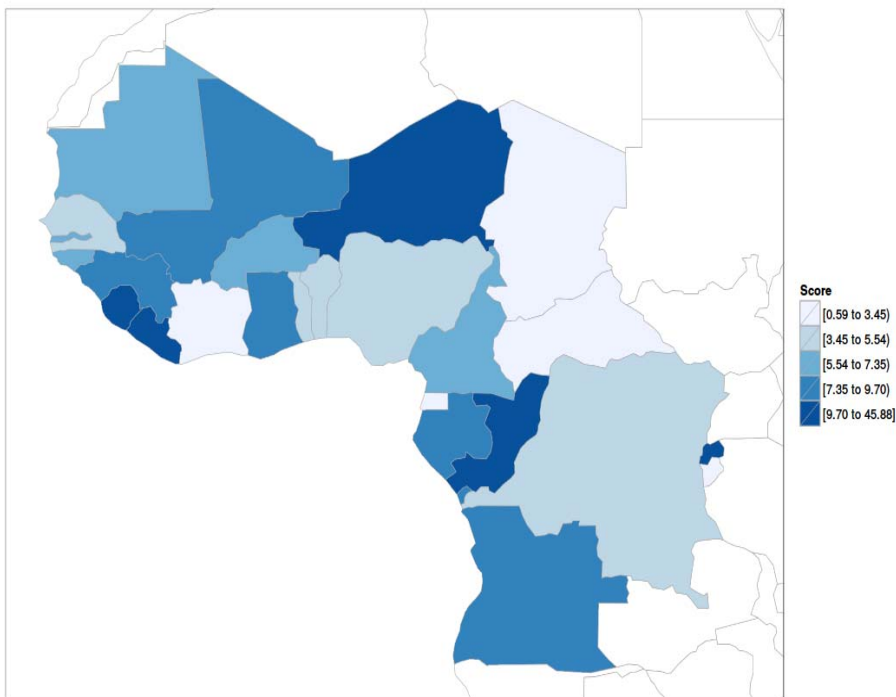 Score
[0.59 to 3.45)
[3.45 to 5.54)
[5.54 to 7.35)
[7.35 to 9.70)
[9.70 to 45.88]